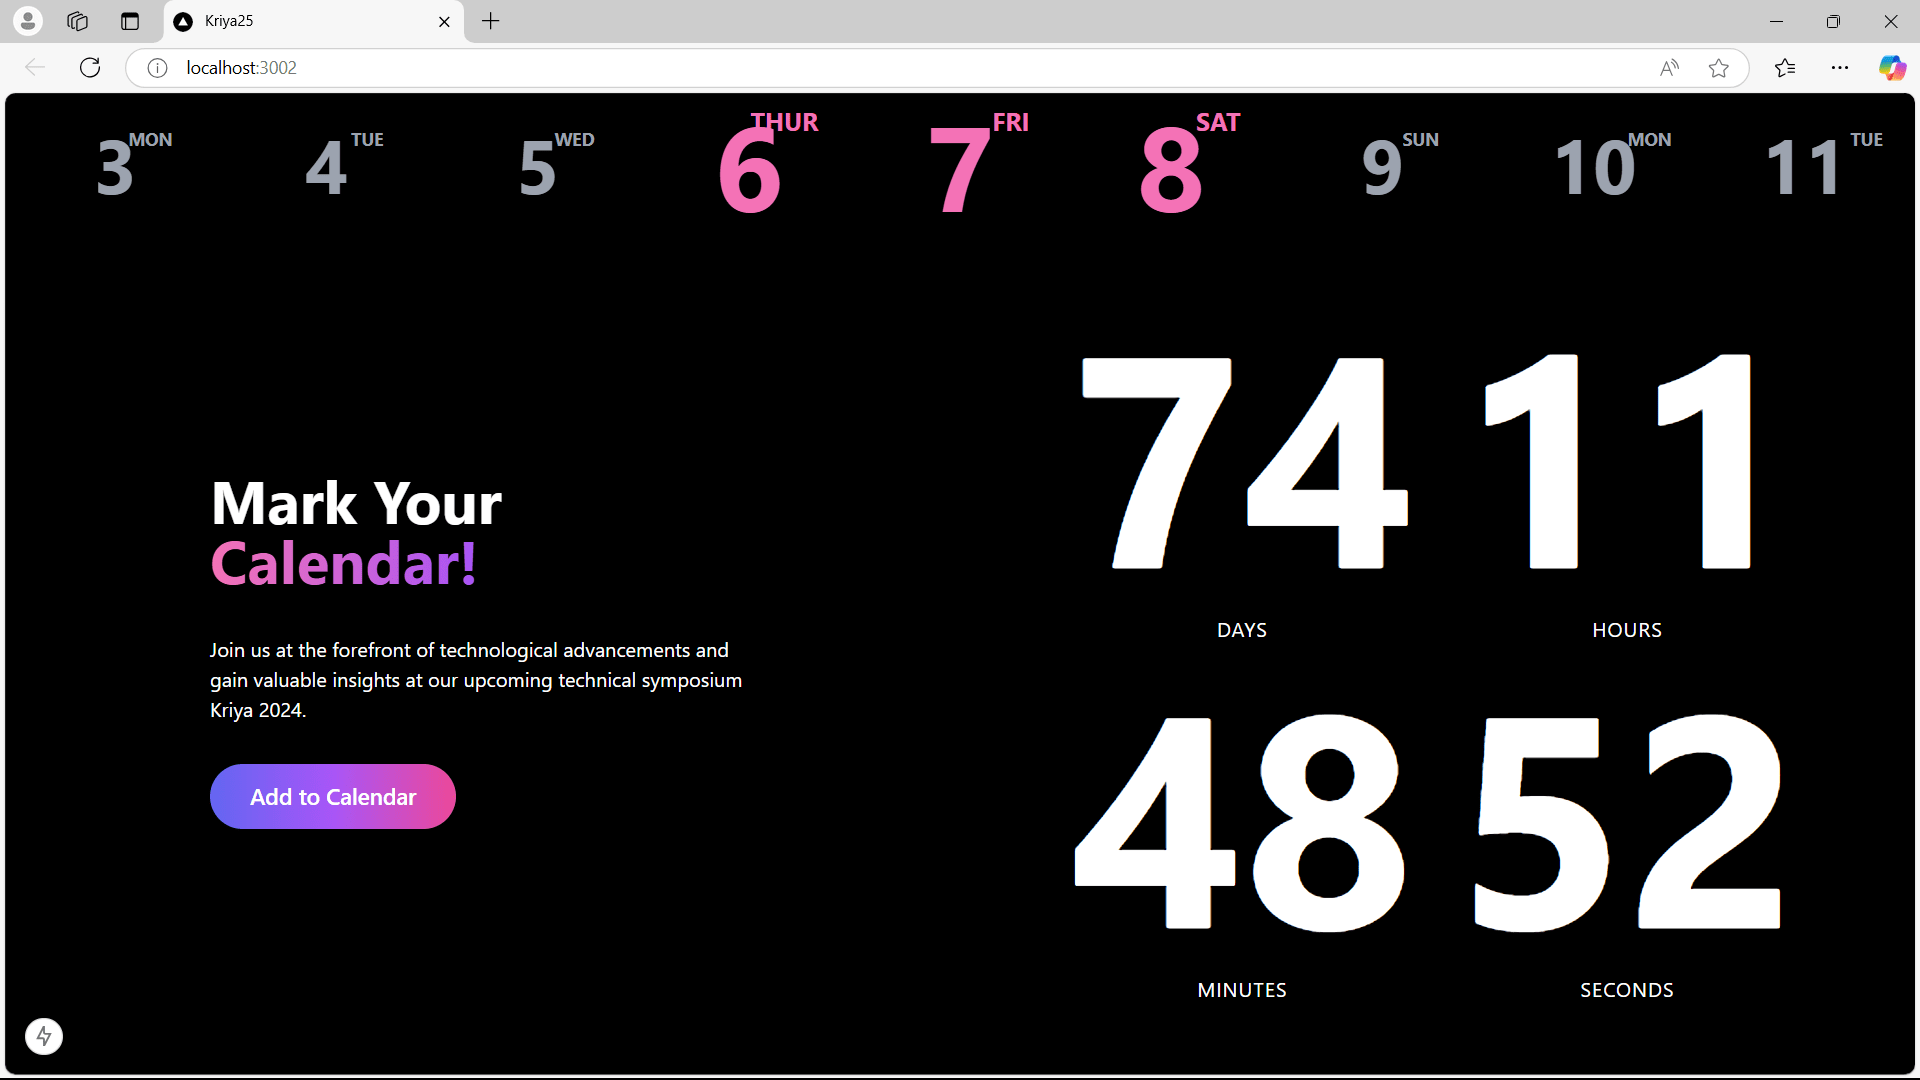 Kriya25
localhost:3002
3 MON 4 TUE 5 WED 6 THUR 7 FRI 8 SAT 9 SUN 10 MON 11 TUE
Mark Your
Calendar!
Join us at the forefront of technological advancements and
gain valuable insights at our upcoming technical symposium
Kriya 2024.
Add to Calendar
74 11
DAYS HOURS
48 52
MINUTES SECONDS